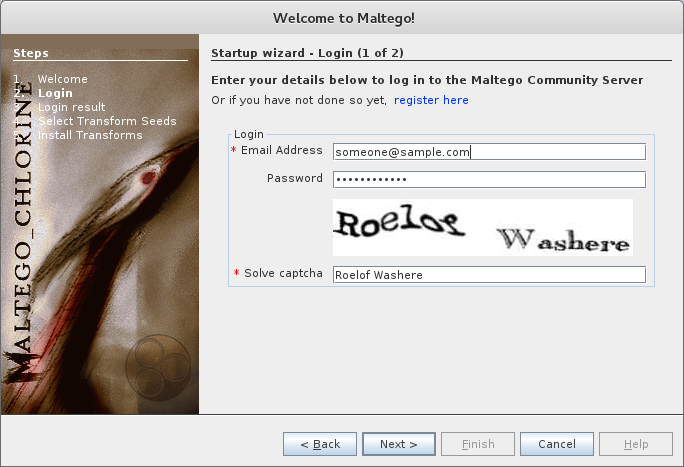 Welcome to Maltego!
Steps
1. Welcome
2. Login
Login result
4. Select Transform Seeds
5. Install Transforms
MALTEGO_CHLORINE
Startup wizard - Login (1 of 2)
Enter your details below to log in to the Maltego Community Server
Or if you have not done so yet, register here
Login
* Email Address someone@sample.com
Password ••••••••••••
Roelof Washere
* Solve captcha Roelof Washere
< Back Next > Finish Cancel Help